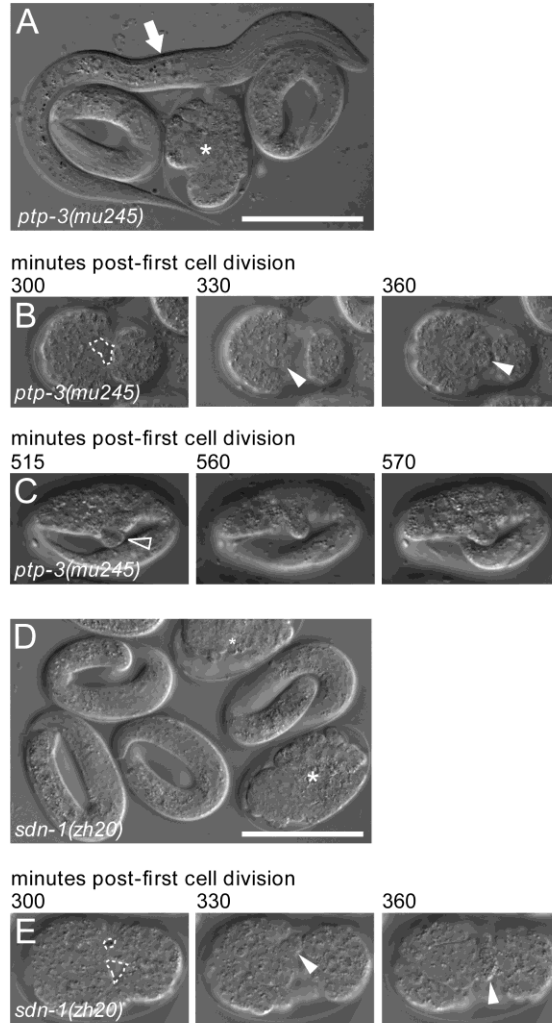 A
*
ptp-3(mu245)
minutes post-first cell division
300 330 360
B
ptp-3(mu245)
minutes post-first cell division
515 560 570
C
ptp-3(mu245)
D
*
*
sdn-1(zh20)
minutes post-first cell division
300 330 360
E
sdn-1(zh20)